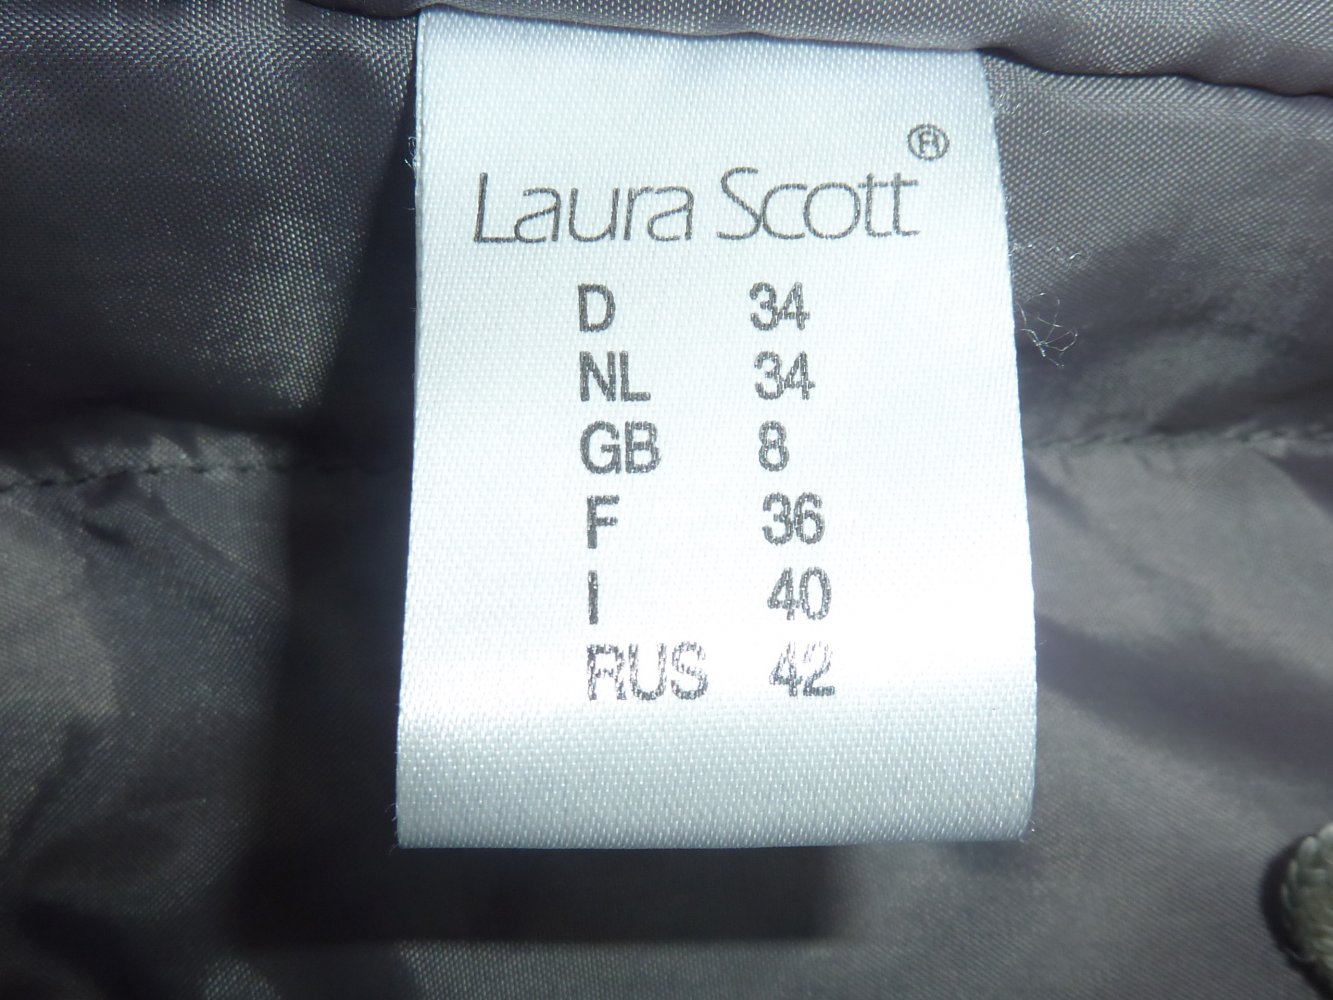 Laura Scott®
D 34
NL 34
GB 8
F 36
I 40
RUS 42